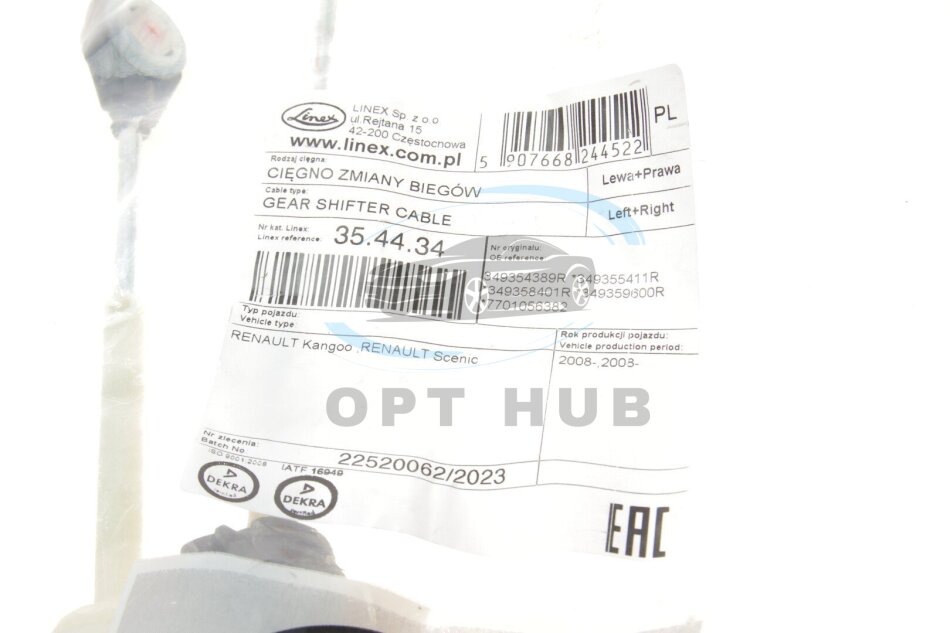 Linex
LINEX Sp. z o.o
ul.Rejtana 15
42-200 Częstochowa
www.linex.com.pl
5 907668 244522
PL
Rodzaj cięgna:
CIĘGNO ZMIANY BIEGÓW
Lewa+Prawa
Cable type:
GEAR SHIFTER CABLE
Left+Right
Nr kat. Linex:
Linex reference:
35.44.34
Nr oryginału:
OE reference:
349354389R 349355411R
349358401R 349359600R
7701056382
Typ pojazdu:
Vehicle type:
RENAULT Kangoo ,RENAULT Scenic
Rok produkcji pojazdu:
Vehicle production period:
2008-,2003-
OPT HUB
Nr zlecenia:
Batch No
22520062/2023
ISO 9001:2008
IATF 16949
DEKRA
DEKRA
EAC